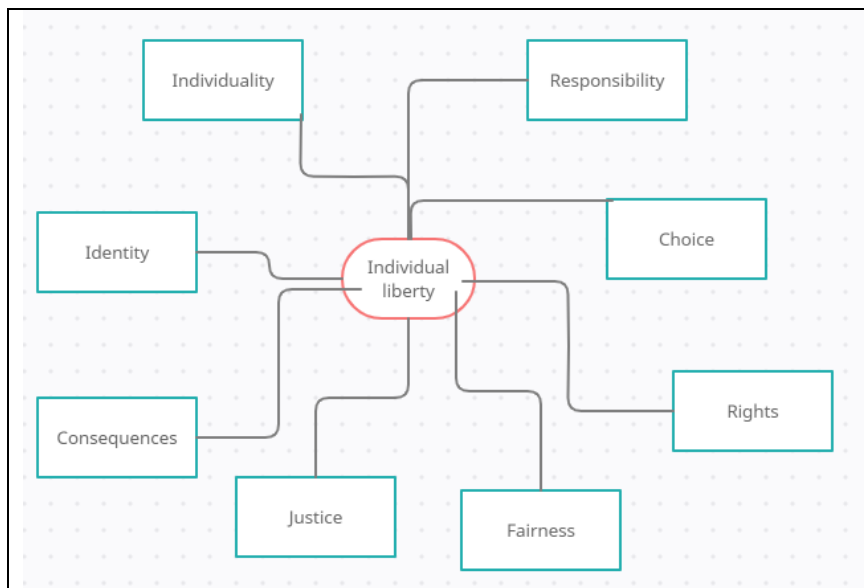 Individuality
Responsibility
Choice
Identity
Individual
liberty
Rights
Consequences
Justice
Fairness